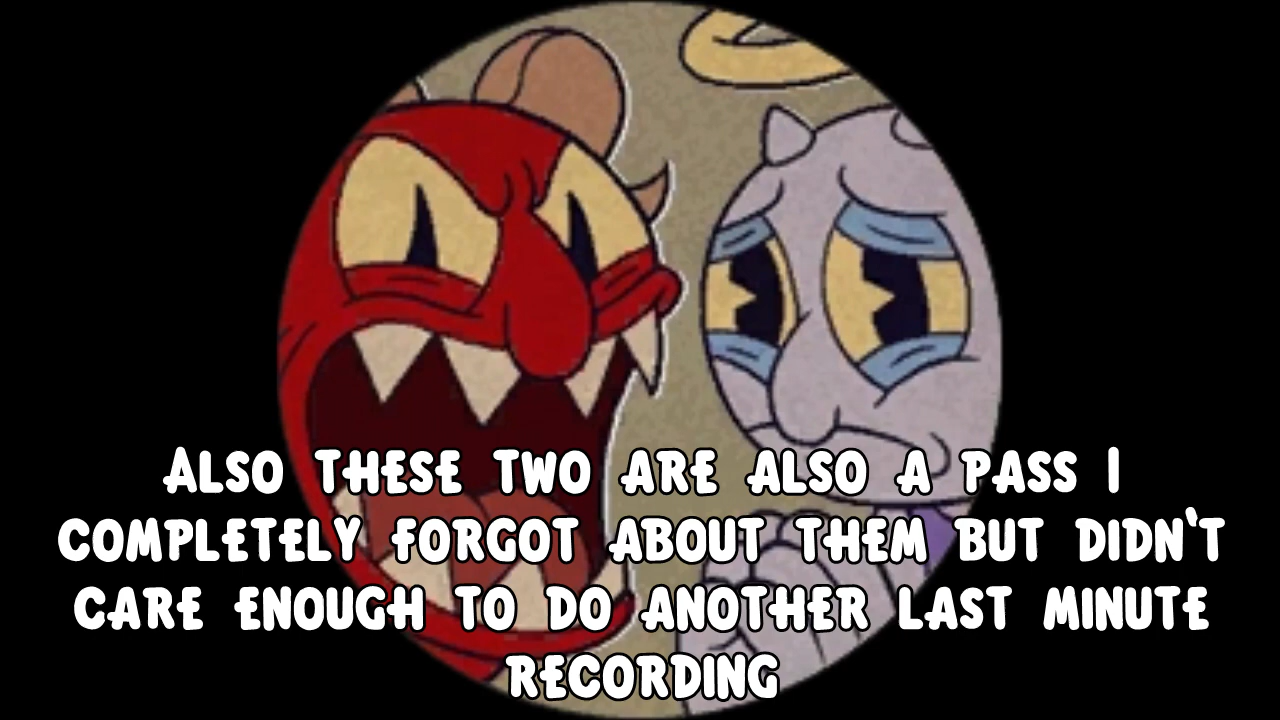 ALSO THESE TWO ARE ALSO A PASS I
COMPLETELY FORGOT ABOUT THEM BUT DIDN'T
CARE ENOUGH TO DO ANOTHER LAST MINUTE
RECORDING